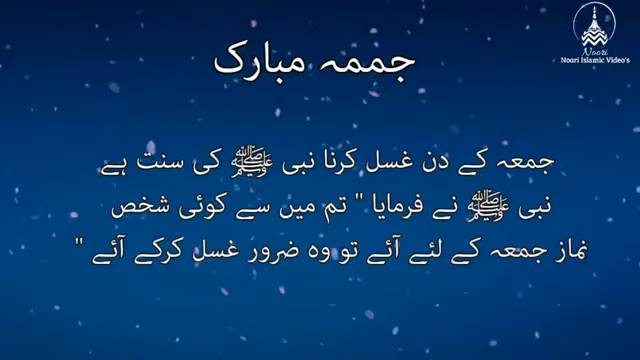 جممہ مبارک
Noori
Noori Islamic Video's
جمعہ کے دن غسل کرنا نبی ﷺ کی سنت ہے
نبی ﷺ نے فرمایا " تم میں سے کوئی شخص
نماز جمعہ کے لئے آئے تو وہ ضرور غسل کرکے آئے "